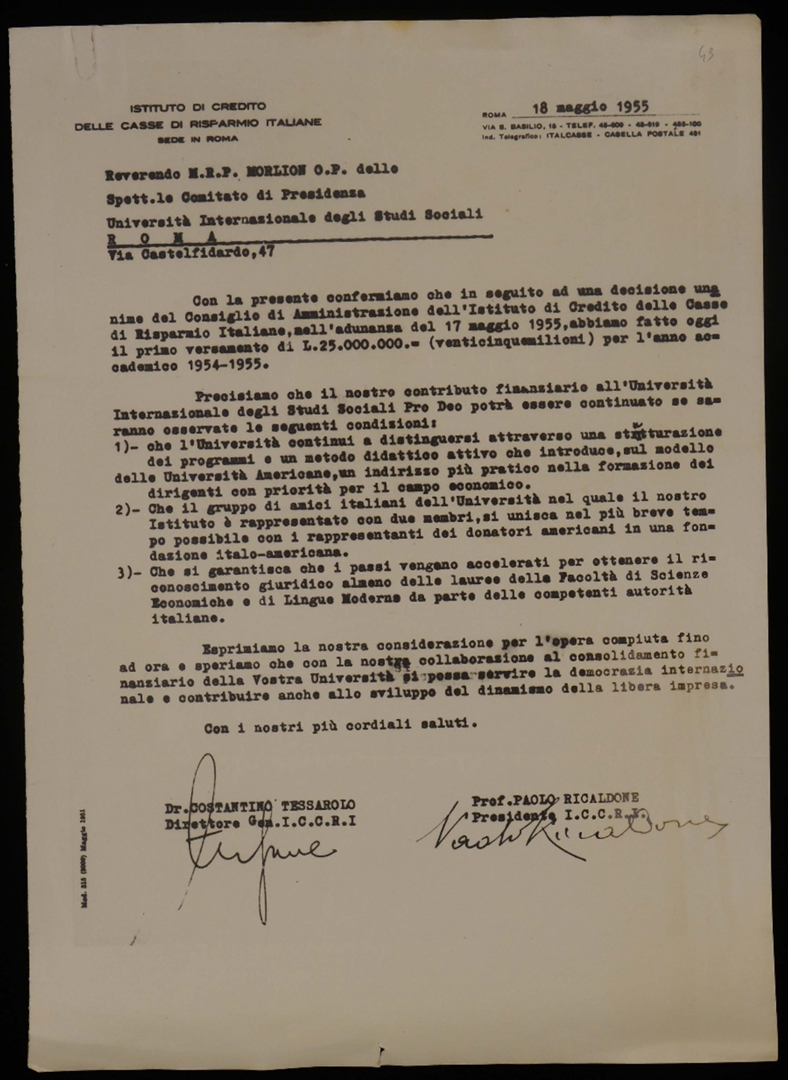 43
ISTITUTO DI CREDITO
DELLE CASSE DI RISPARMIO ITALIANE
SEDE IN ROMA
ROMA 18 maggio 1955
VIA S. BASILIO, 15 - TELEF. 45-
Ind. Telegrafico: ITALCASSE - CASELLA POSTALE 451
Reverendo M.R.P. MORLION O.P. delle
Spett.le Comitato di Presidenza
Università Internazionale degli Studi Sociali
R O M A
Via Castelfidardo,47
Con la presente confermiamo che in seguito ad una decisione una
nime del Consiglio di Amministrazione dell'Istituto di Credito delle Casse
di Risparmio Italiane,nell'adunanza del 17 maggio 1955,abbiamo fatto oggi
il primo versamento di L.25.000.000.= (venticinquemilioni) per l'anno ac=
cademico 1954-1955.
Precisiamo che il nostro contributo finanziario all'Università
Internazionale degli Studi Sociali Pro Deo potrà essere continuato se sa=
ranno osservate le seguenti condizioni:
1)- che l'Università continui a distinguersi attraverso una strutturazione
dei programmi e un metodo didattico attivo che introduce,sul modello
delle Università Americane,un indirizzo più pratico nella formazione dei
dirigenti con priorità per il campo economico.
2)- Che il gruppo di amici italiani dell'Università nel quale il nostro
Istituto è rappresentato con due membri,si unisca nel più breve tem=
po possibile con i rappresentanti dei donatori americani in una fon=
dazione italo-americana.
3)- Che si garantisca che i passi vengano accelerati per ottenere il ri=
conoscimento giuridico almeno delle lauree della Facoltà di Scienze
Economiche e di Lingue Moderne da parte delle competenti autorità
italiane.
Esprimiamo la nostra considerazione per l'opera compiuta fino
ad ora e speriamo che con la nostra collaborazione al consolidamento fi=
nanziario della Vostra Università si possa servire la democrazia internazio
nale e contribuire anche allo sviluppo del dinamismo della libera impresa.
Con i nostri più cordiali saluti.
Dr.COSTANTINO TESSAROLO
Direttore Gen.I.C.C.R.I
Prof.PAOLO RICALDONE
Presidente I.C.C.R.I.
Paolo Ricaldone
Mod. 315 (5000) Maggio 1951